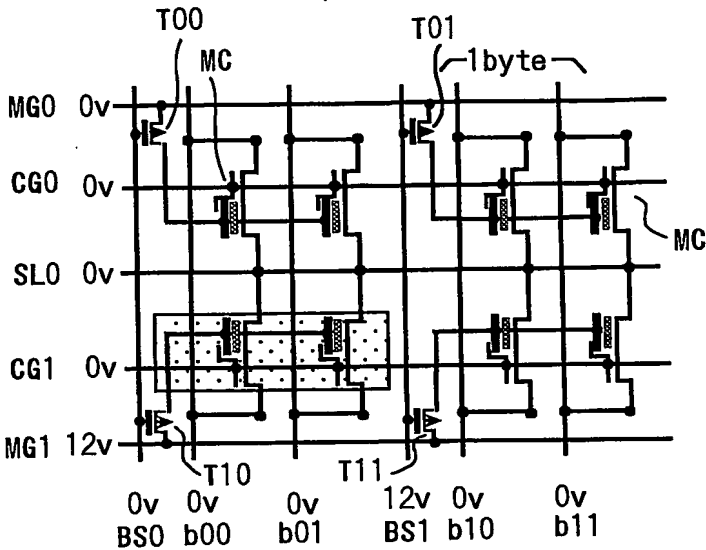 T00
MC
T01
1byte
MG0 0v
CG0 0v
MC
SL0 0v
CG1 0v
MG1 12v
T10
T11
0v 0v 0v 12v 0v 0v
BS0 b00 b01 BS1 b10 b11